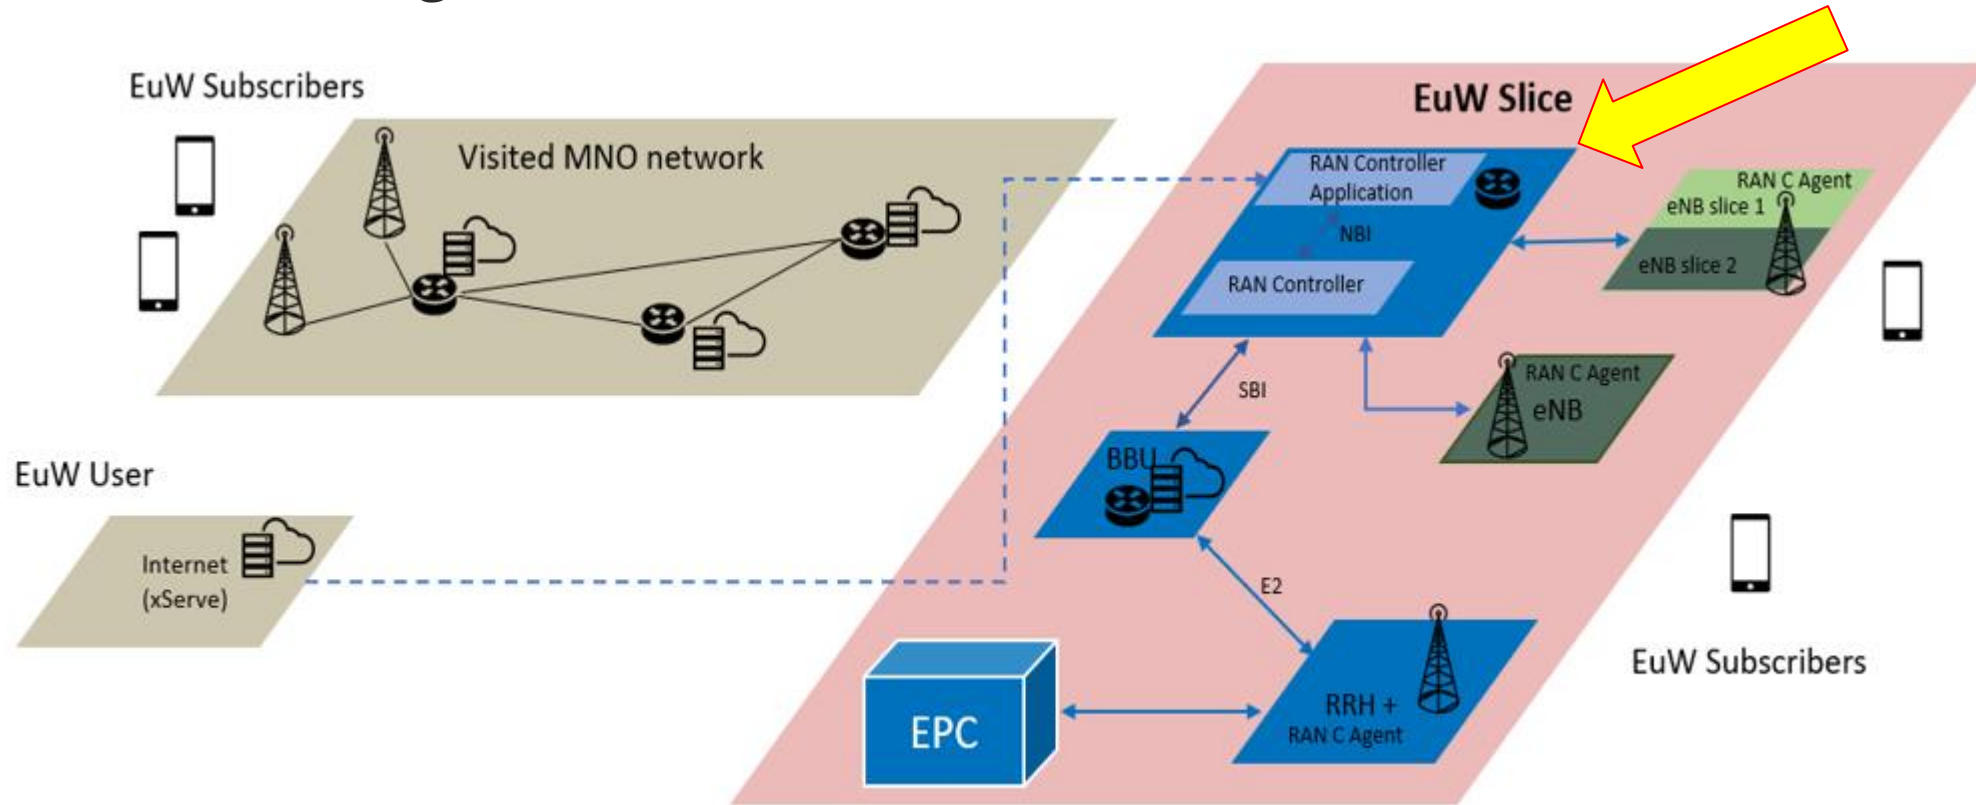 EuW Subscribers
Visited MNO network
EuW Slice
RAN Controller
Application
NBI
RAN Controller
RAN C Agent
eNB slice 1
eNB slice 2
SBI
RAN C Agent
eNB
BBU
EuW User
Internet
(xServe)
E2
EPC
RRH +
RAN C Agent
EuW Subscribers